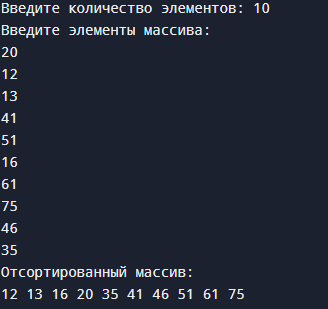 Введите количество элементов: 10
Введите элементы массива:
20
12
13
41
51
16
61
75
46
35
Отсортированный массив:
12 13 16 20 35 41 46 51 61 75